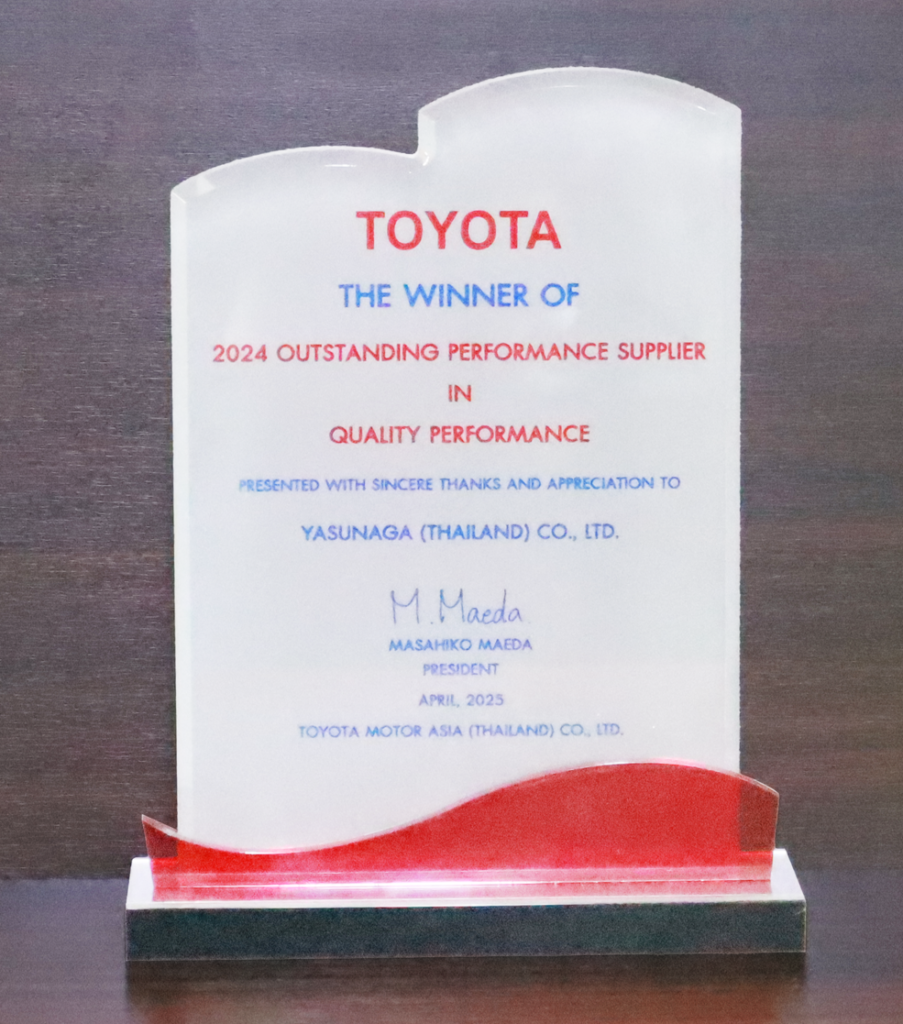 TOYOTA
THE WINNER OF
2024 OUTSTANDING PERFORMANCE SUPPLIER
IN
QUALITY PERFORMANCE
PRESENTED WITH SINCERE THANKS AND APPRECIATION TO
YASUNAGA (THAILAND) CO., LTD.
M. Maeda
MASAHIKO MAEDA
PRESIDENT
APRIL, 2025
TOYOTA MOTOR ASIA (THAILAND) CO., LTD.